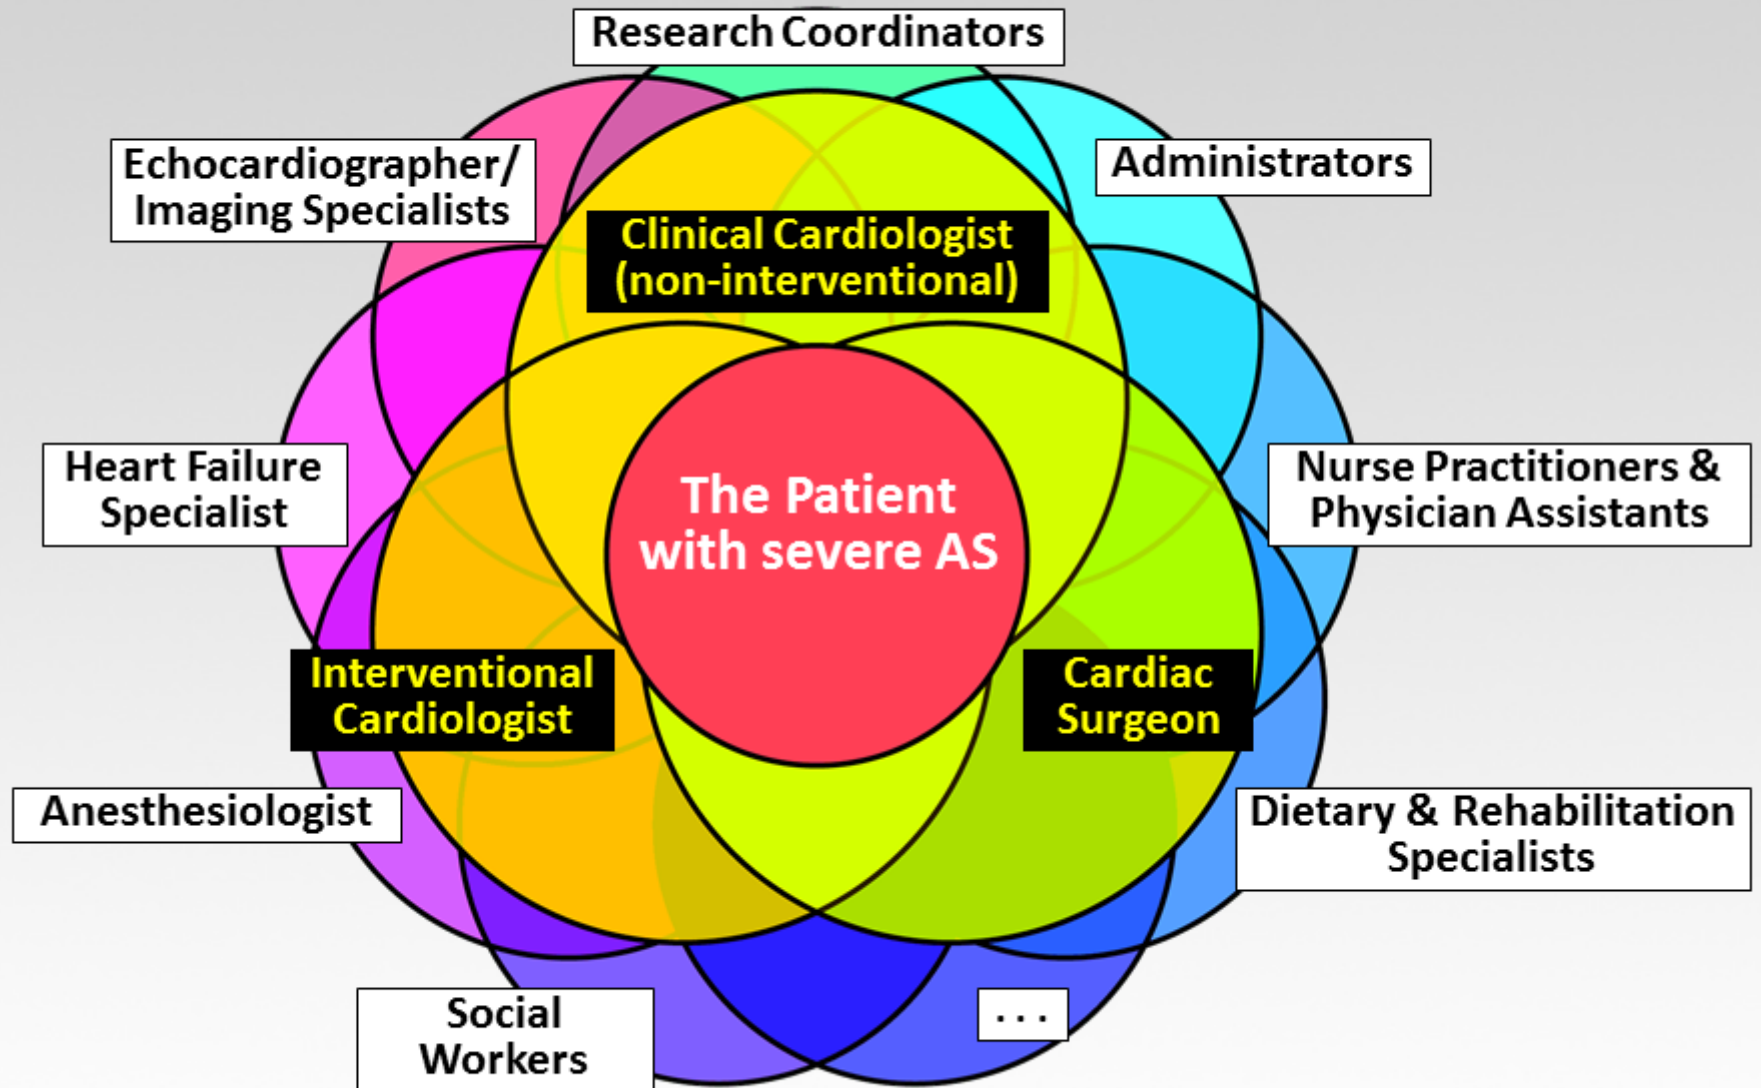 Research Coordinators
Echocardiographer/
Imaging Specialists
Administrators
Clinical Cardiologist
(non-interventional)
Heart Failure
Specialist
The Patient
with severe AS
Nurse Practitioners &
Physician Assistants
Interventional
Cardiologist
Cardiac
Surgeon
Anesthesiologist
Dietary & Rehabilitation
Specialists
Social
Workers
...